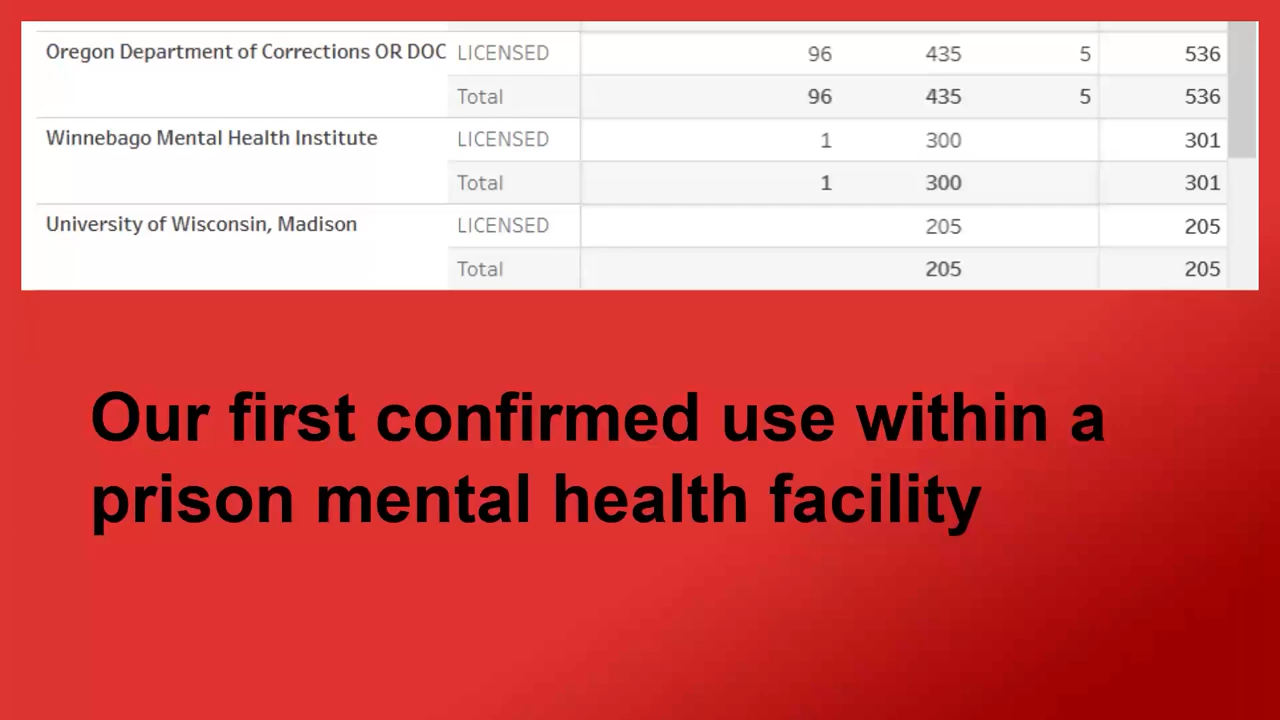 Oregon Department of Corrections OR DOC LICENSED 96 435 5 536
Total 96 435 5 536
Winnebago Mental Health Institute LICENSED 1 300 301
Total 1 300 301
University of Wisconsin, Madison LICENSED 205 205
Total 205 205
Our first confirmed use within a
prison mental health facility